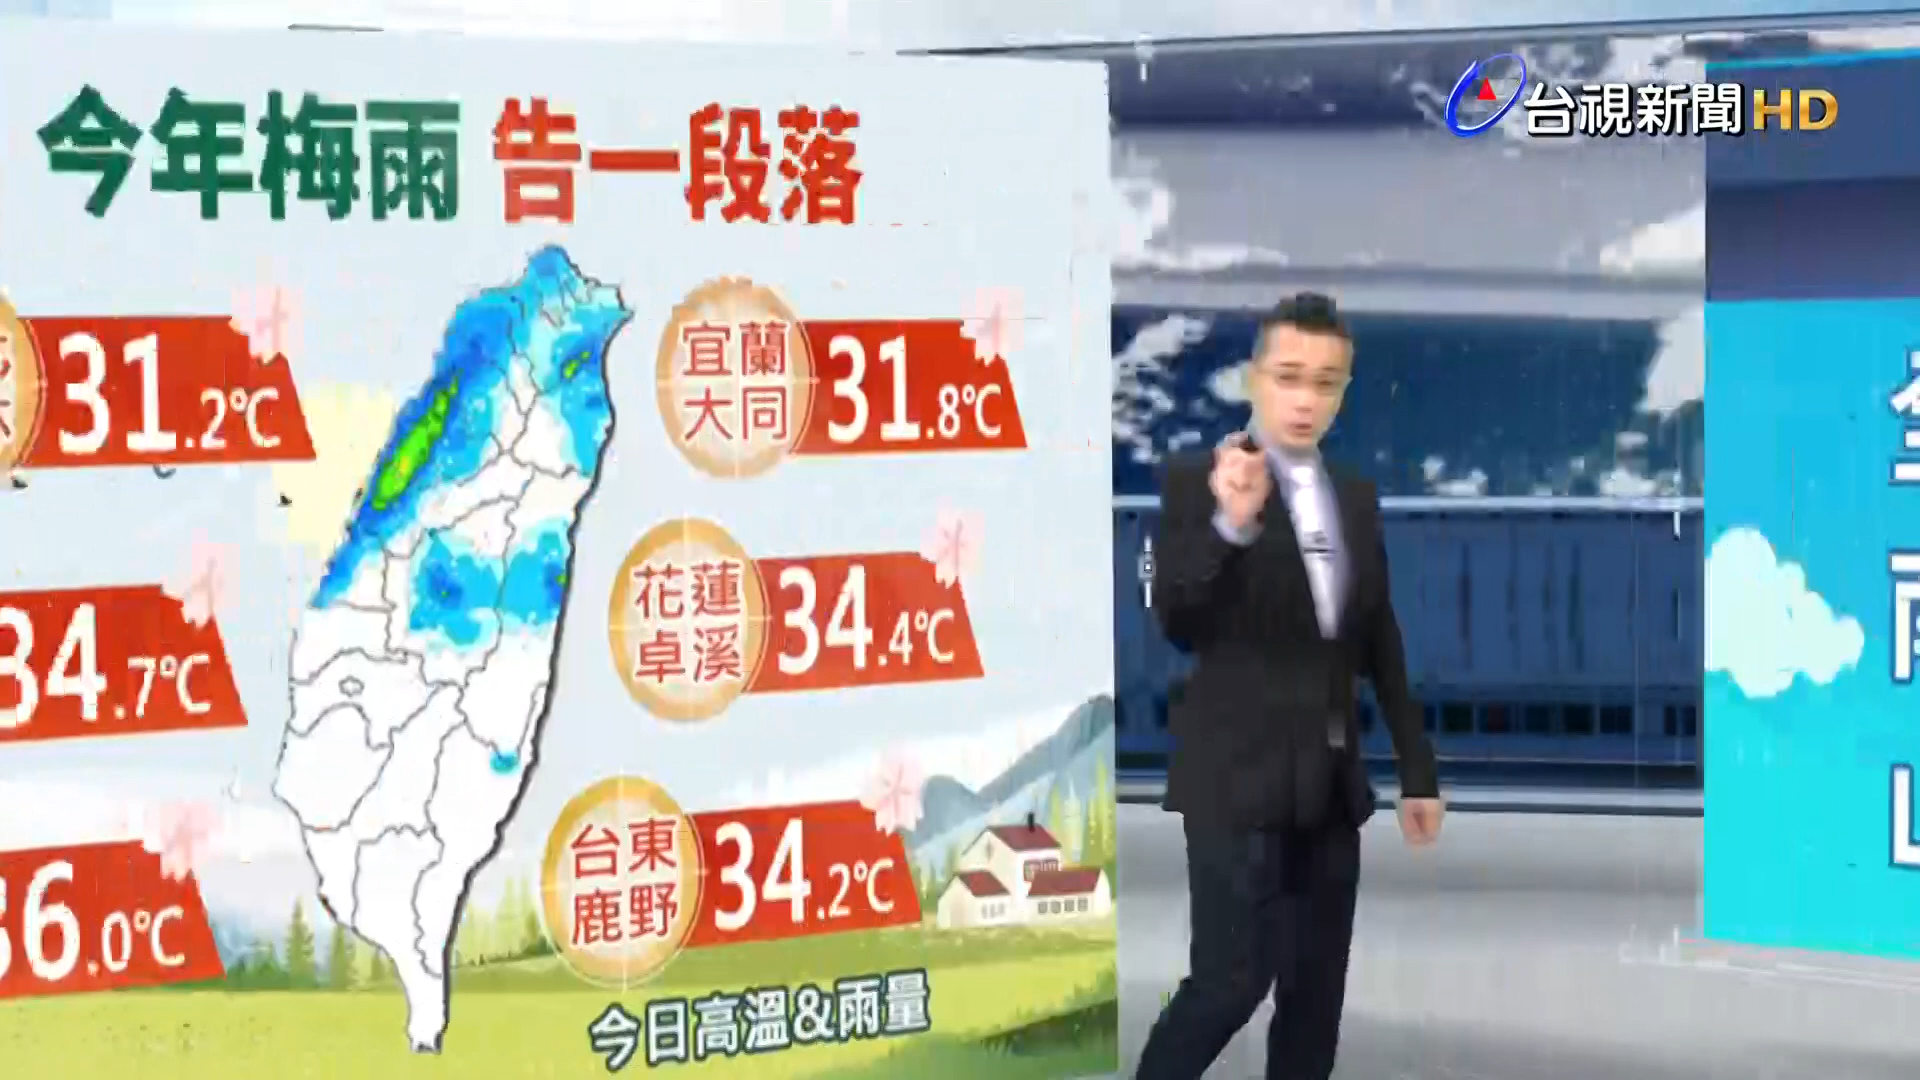 台視新聞HD
今年梅雨 告一段落
31.2°C
宜蘭大同 31.8°C
34.7°C
花蓮卓溪 34.4°C
36.0°C
台東鹿野 34.2°C
今日高溫&雨量